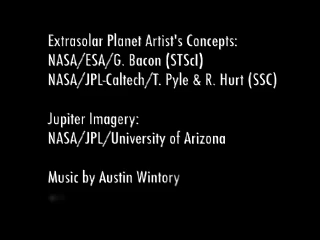 Extrasolar Planet Artist's Concepts:
NASA/ESA/G. Bacon (STScI)
NASA/JPL-Caltech/T. Pyle & R. Hurt (SSC)
Jupiter Imagery:
NASA/JPL/University of Arizona
Music by Austin Wintory